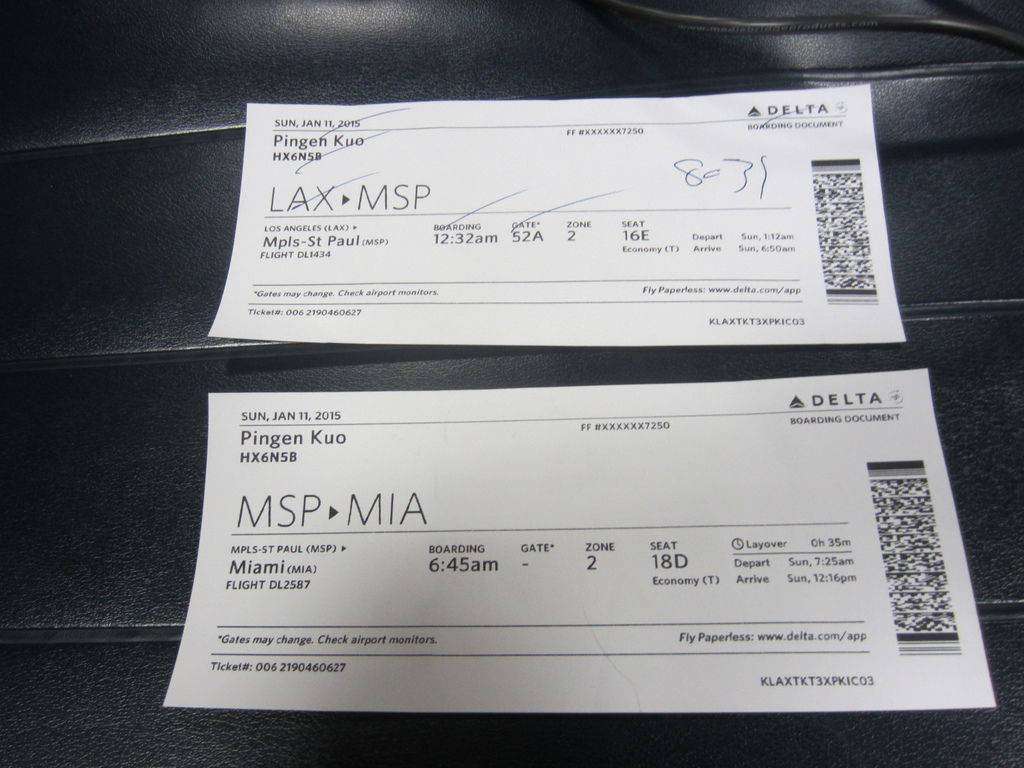 www.mediabridgeproducts.com
SUN, JAN 11, 2015
DELTA
Pingen Kuo
FF #XXXXXX7250
BOARDING DOCUMENT
HX6N5B
8-31
LAX ▸ MSP
LOS ANGELES (LAX) ▸
BOARDING GATE* ZONE SEAT
Mpls-St Paul (MSP) 12:32am 52A 2 16E Depart Sun, 1:12am
FLIGHT DL1434 Economy (T) Arrive Sun, 6:50am
*Gates may change. Check airport monitors. Fly Paperless: www.delta.com/app
Ticket#: 006 2190460627 KLAXTKT3XPKIC03
SUN, JAN 11, 2015
DELTA
Pingen Kuo
FF #XXXXXX7250
BOARDING DOCUMENT
HX6N5B
MSP ▸ MIA
MPLS-ST PAUL (MSP) ▸ BOARDING GATE* ZONE SEAT Layover 0h 35m
Miami (MIA) 6:45am - 2 18D Depart Sun, 7:25am
FLIGHT DL2587 Economy (T) Arrive Sun, 12:16pm
*Gates may change. Check airport monitors. Fly Paperless: www.delta.com/app
Ticket#: 006 2190460627 KLAXTKT3XPKIC03